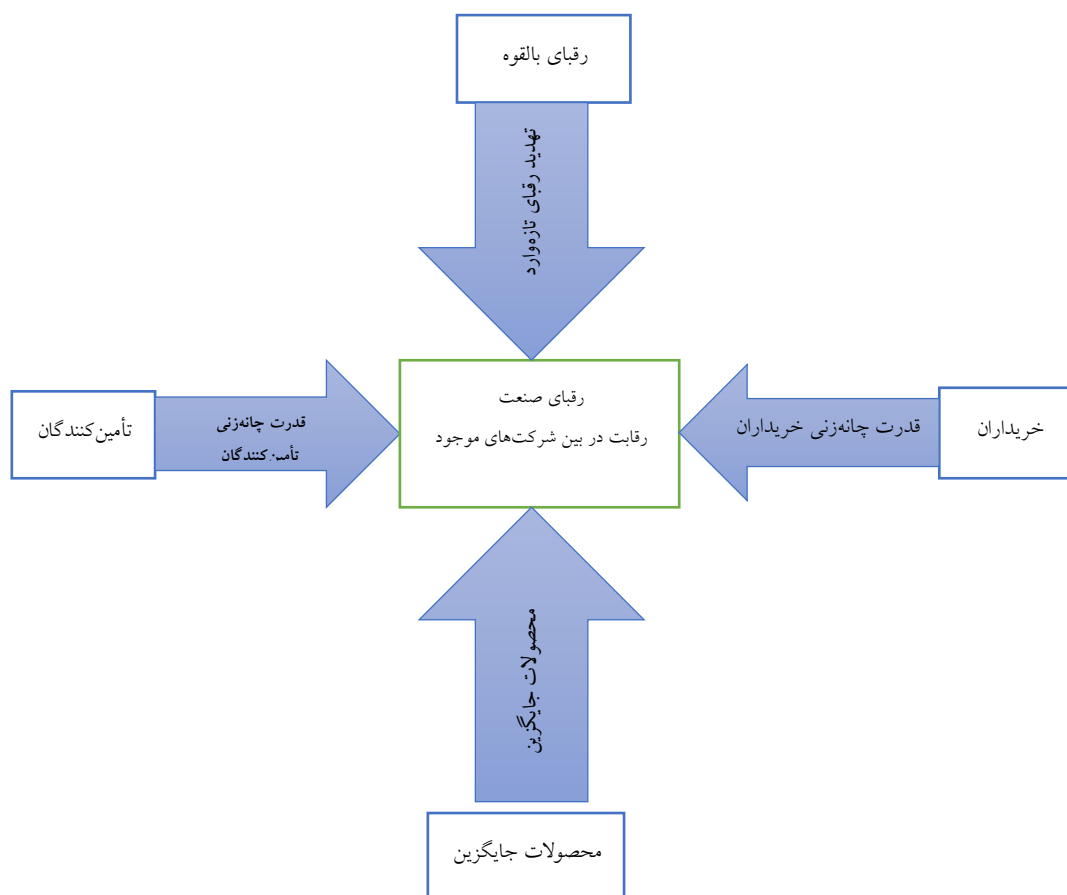 رقبای بالقوه
تهدید رقبای تازه‌وارد
رقبای صنعت
رقابت در بین شرکت‌های موجود
خریداران
قدرت چانه‌زنی خریداران
قدرت چانه‌زنی
تأمین‌کنندگان
تأمین‌کنندگان
محصولات جایگزین
محصولات جایگزین